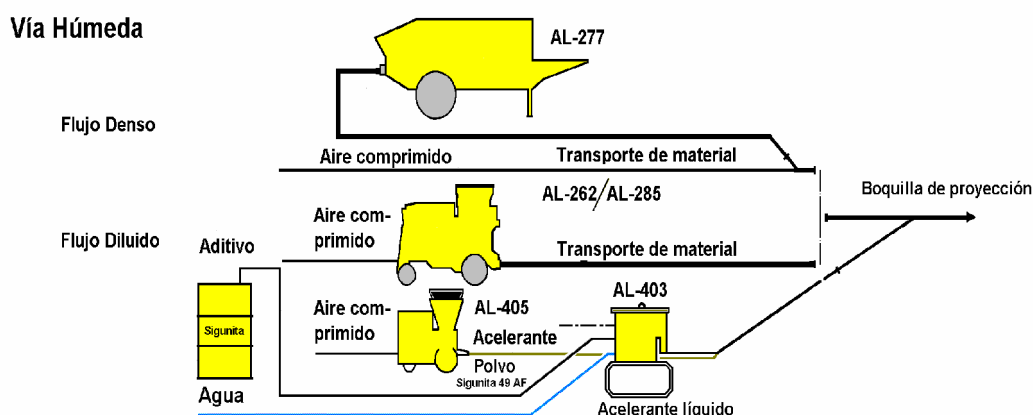 Vía Húmeda
AL-277
Flujo Denso
Aire comprimido
Transporte de material
AL-262/AL-285
Boquilla de proyección
Aire com-
primido
Flujo Diluido
Aditivo
Transporte de material
AL-403
Aire com-
primido
AL-405
Acelerante
Sigunita
Polvo
Sigunita 49 AF
Agua
Acelerante líquido